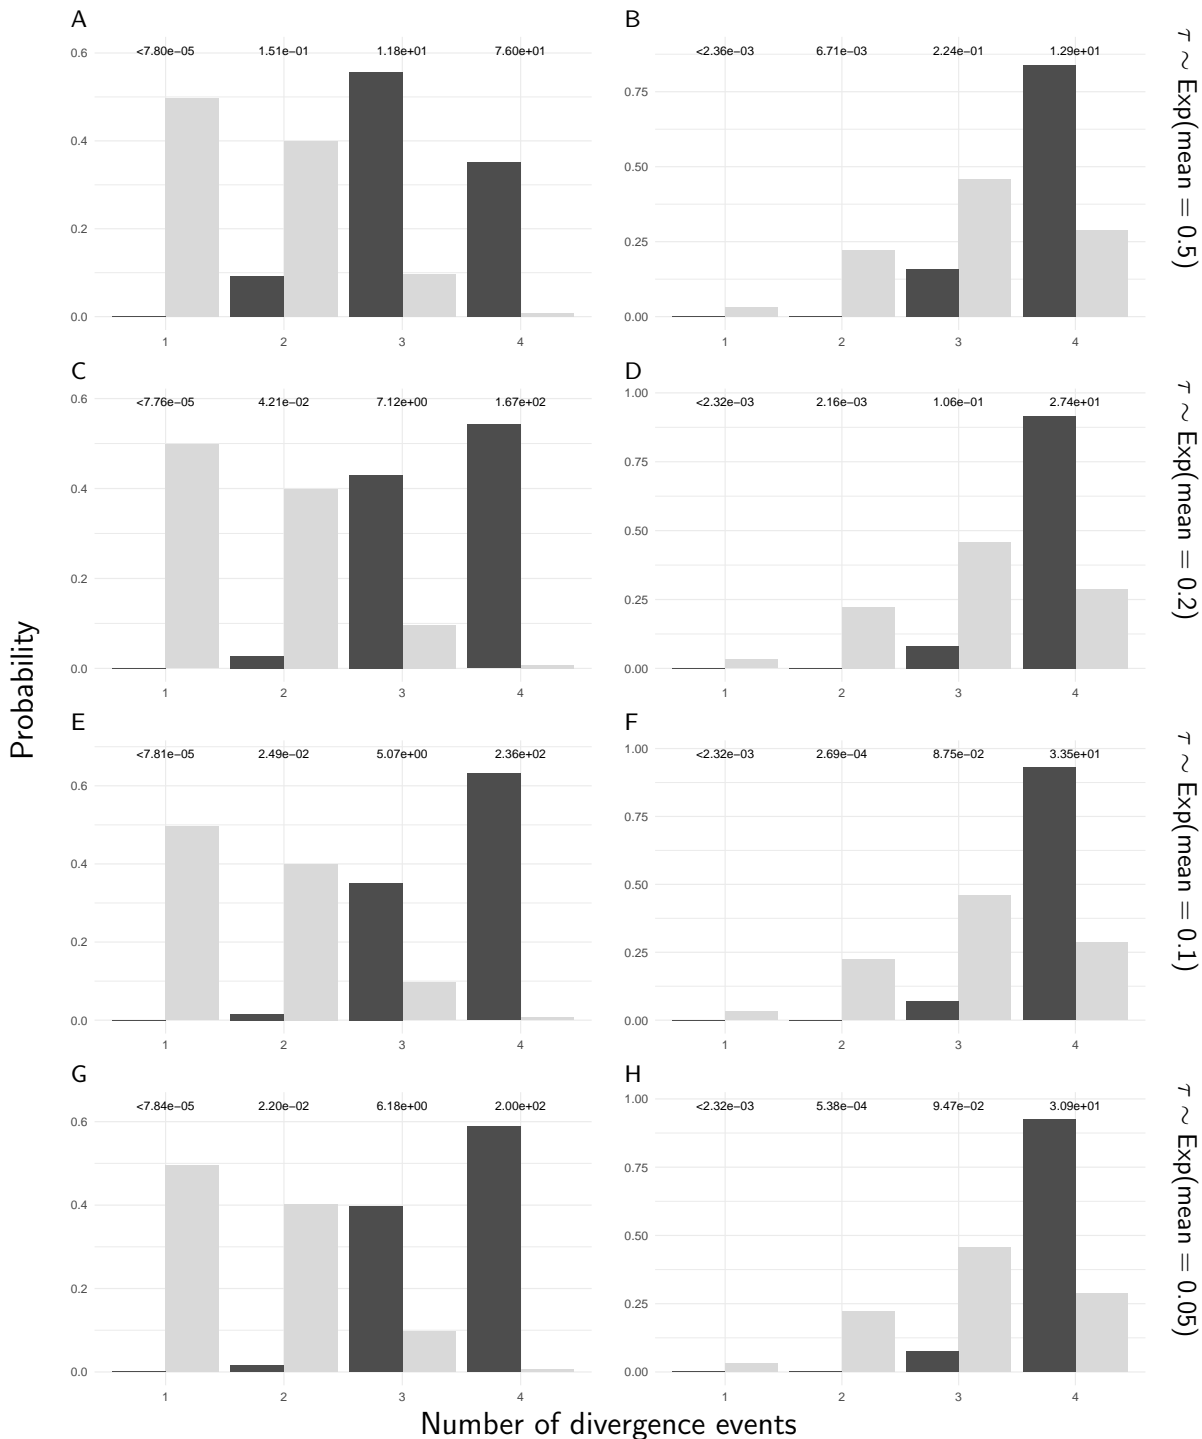 A
<7.80e−05 1.51e−01 1.18e+01 7.60e+01
0.6
0.4
0.2
0.0
1 2 3 4
B
<2.36e−03 6.71e−03 2.24e−01 1.29e+01
0.75
0.50
0.25
0.00
1 2 3 4
τ ∼ Exp(mean = 0.5)
C
<7.76e−05 4.21e−02 7.12e+00 1.67e+02
0.6
0.4
0.2
0.0
1 2 3 4
D
<2.32e−03 2.16e−03 1.06e−01 2.74e+01
1.00
0.75
0.50
0.25
0.00
1 2 3 4
τ ∼ Exp(mean = 0.2)
Probability
E
<7.81e−05 2.49e−02 5.07e+00 2.36e+02
0.6
0.4
0.2
0.0
1 2 3 4
F
<2.32e−03 2.69e−04 8.75e−02 3.35e+01
1.00
0.75
0.50
0.25
0.00
1 2 3 4
τ ∼ Exp(mean = 0.1)
G
<7.84e−05 2.20e−02 6.18e+00 2.00e+02
0.6
0.4
0.2
0.0
1 2 3 4
H
<2.32e−03 5.38e−04 9.47e−02 3.09e+01
1.00
0.75
0.50
0.25
0.00
1 2 3 4
τ ∼ Exp(mean = 0.05)
Number of divergence events